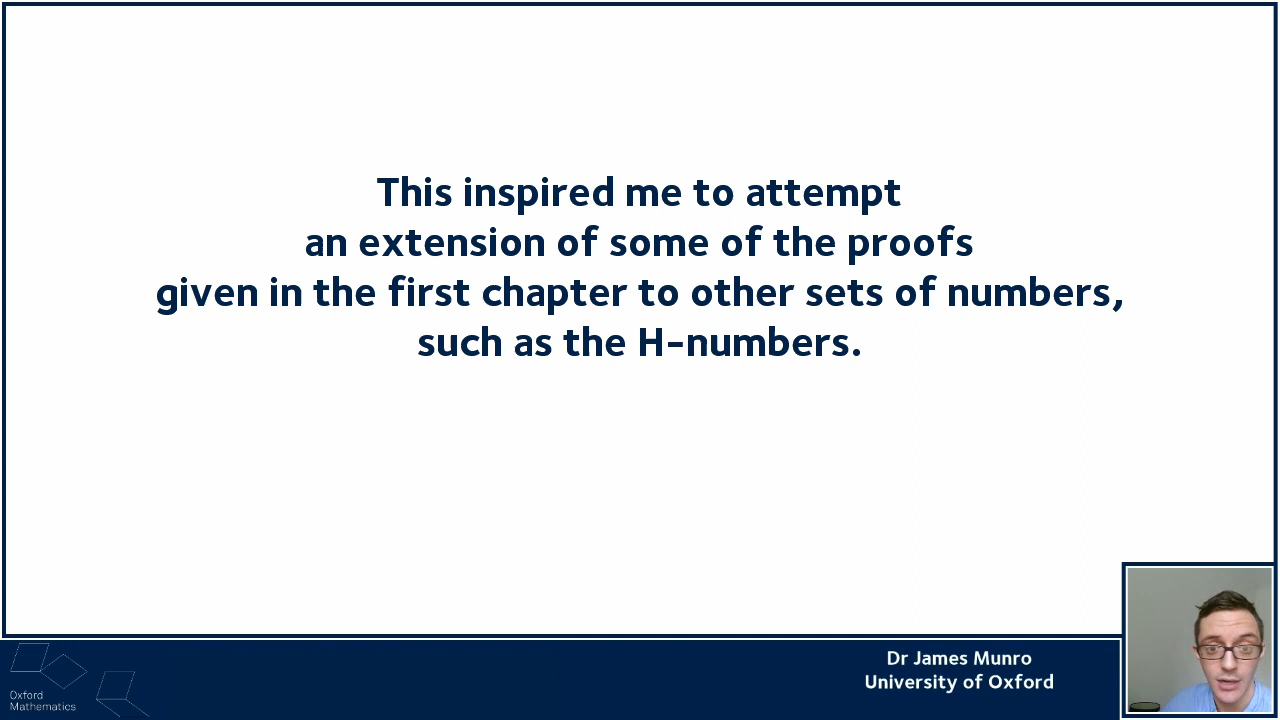 This inspired me to attempt
an extension of some of the proofs
given in the first chapter to other sets of numbers,
such as the H-numbers.
Dr James Munro
University of Oxford
Oxford
Mathematics